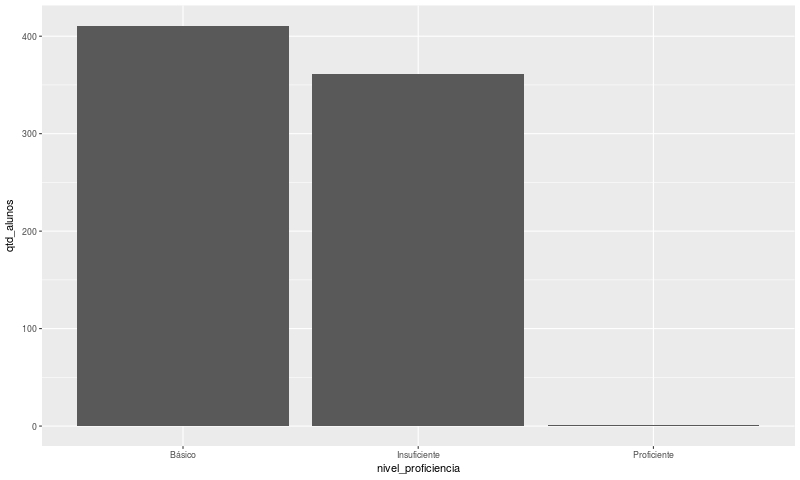 400
300
200
100
0
qtd_alunos
Básico
Insuficiente
Proficiente
nivel_proficiencia